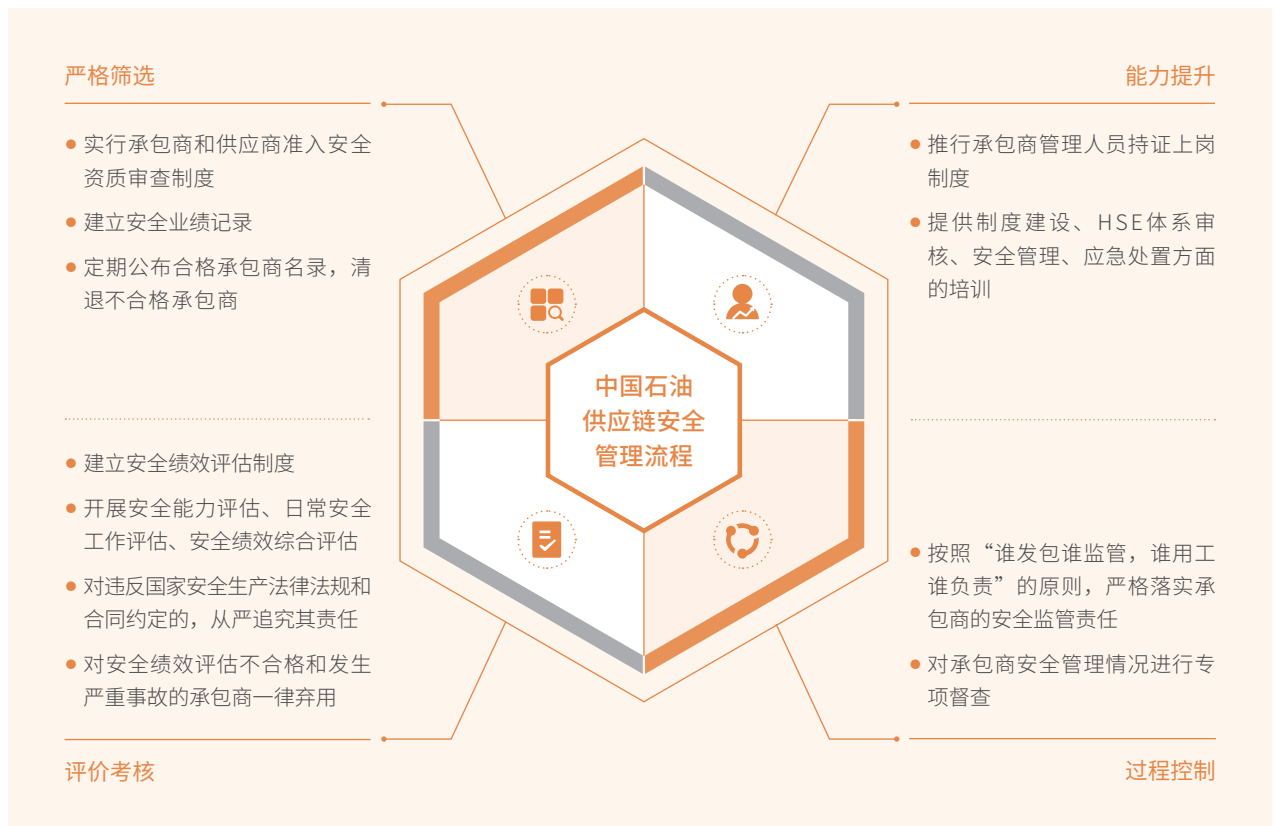 严格筛选
实行承包商和供应商准入安全
资质审查制度
建立安全业绩记录
定期公布合格承包商名录，清
退不合格承包商
能力提升
推行承包商管理人员持证上岗
制度
提供制度建设、HSE体系审
核、安全管理、应急处置方面
的培训
中国石油
供应链安全
管理流程
建立安全绩效评估制度
开展安全能力评估、日常安全
工作评估、安全绩效综合评估
对违反国家安全生产法律法规和
合同约定的，从严追究其责任
对安全绩效评估不合格和发生
严重事故的承包商一律弃用
评价考核
按照“谁发包谁监管，谁用工
谁负责”的原则，严格落实承
包商的安全监管责任
对承包商安全管理情况进行专
项督查
过程控制